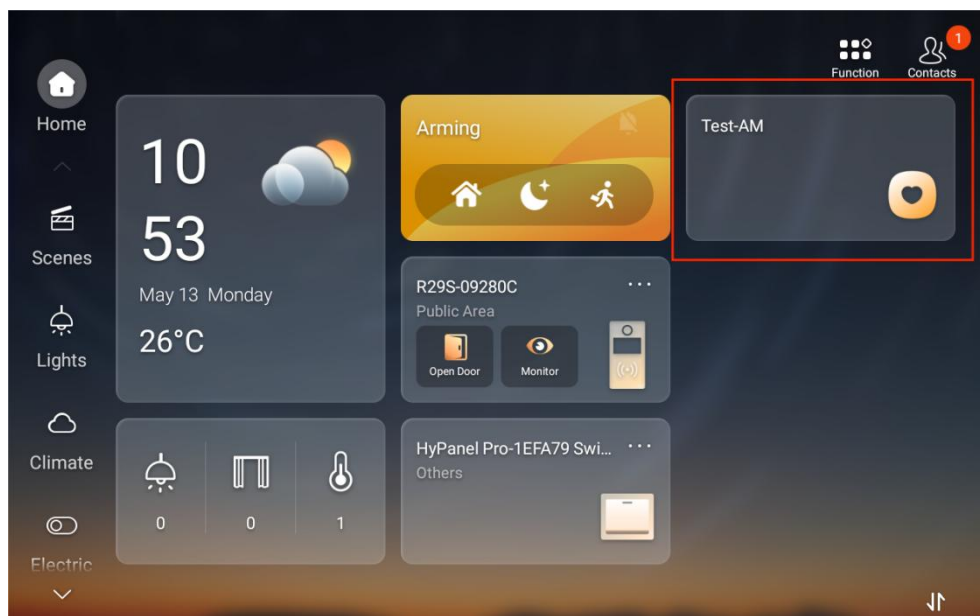 Function
Contacts
1
Home
Scenes
Lights
Climate
Electric
10
53
May 13 Monday
26°C
0
0
1
Arming
R29S-09280C
Public Area
Open Door
Monitor
HyPanel Pro-1EFA79 Swi...
Others
Test-AM